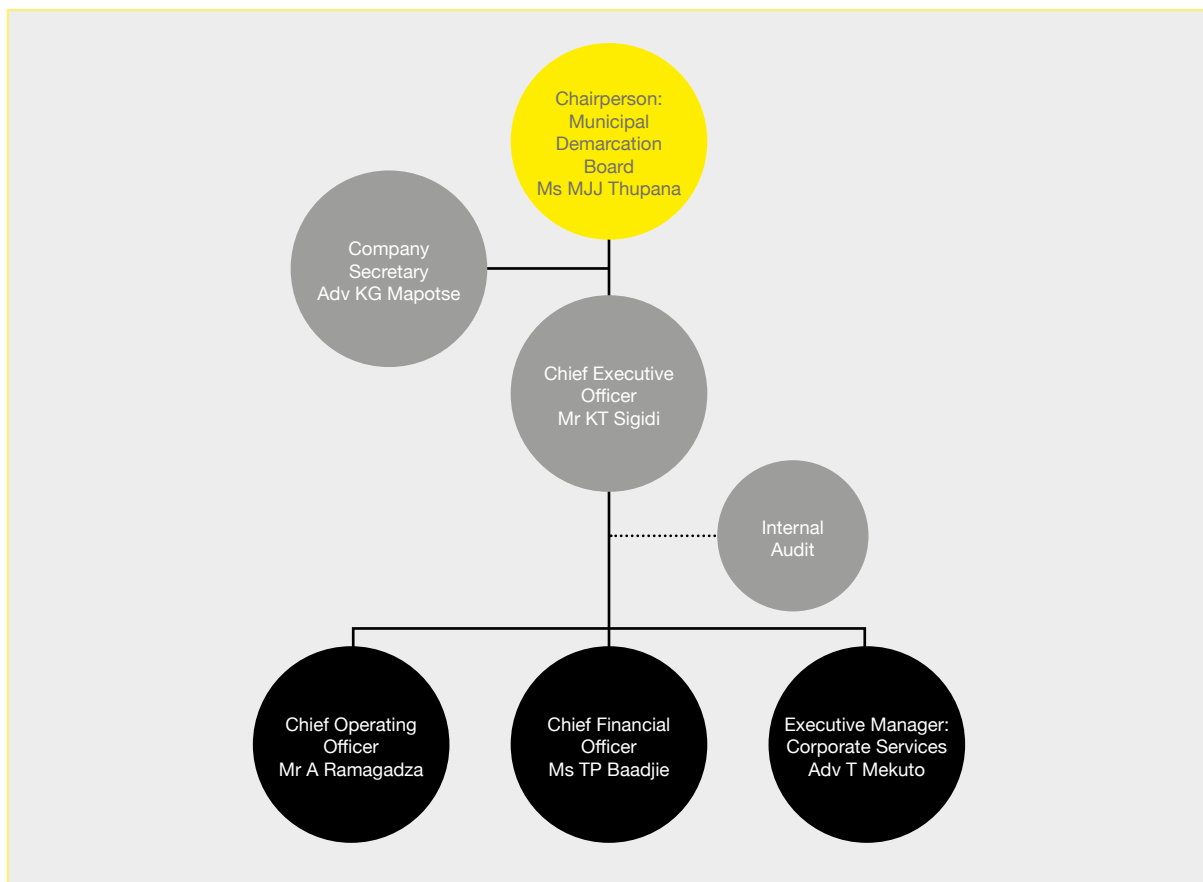 Chairperson:
Municipal
Demarcation
Board
Ms MJJ Thupana
Company
Secretary
Adv KG Mapotse
Chief Executive
Officer
Mr KT Sigidi
Internal
Audit
Chief Operating
Officer
Mr A Ramagadza
Chief Financial
Officer
Ms TP Baadjie
Executive Manager:
Corporate Services
Adv T Mekuto